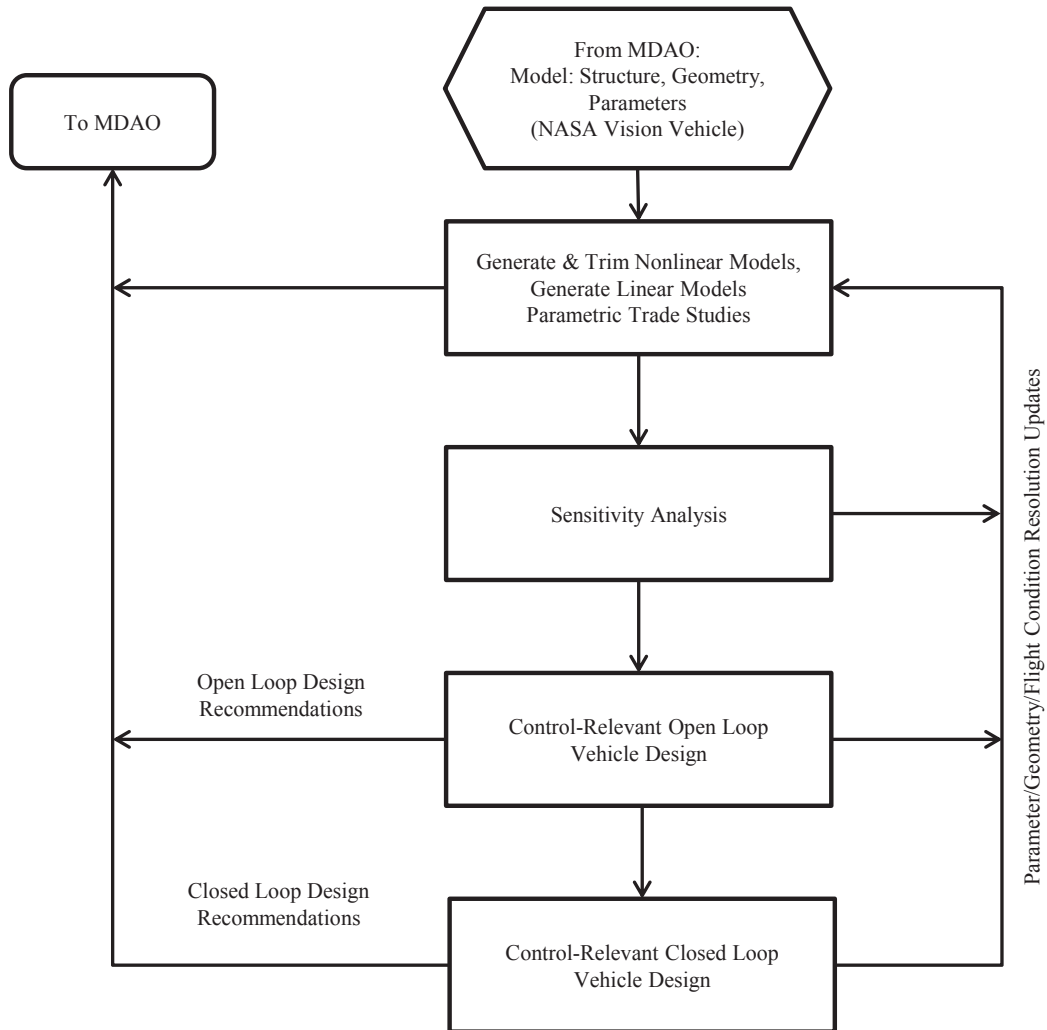 From MDAO:
Model: Structure, Geometry,
Parameters
(NASA Vision Vehicle)
To MDAO
Generate & Trim Nonlinear Models,
Generate Linear Models
Parametric Trade Studies
Sensitivity Analysis
Parameter/Geometry/Flight Condition Resolution Updates
Open Loop Design
Recommendations
Control-Relevant Open Loop
Vehicle Design
Closed Loop Design
Recommendations
Control-Relevant Closed Loop
Vehicle Design